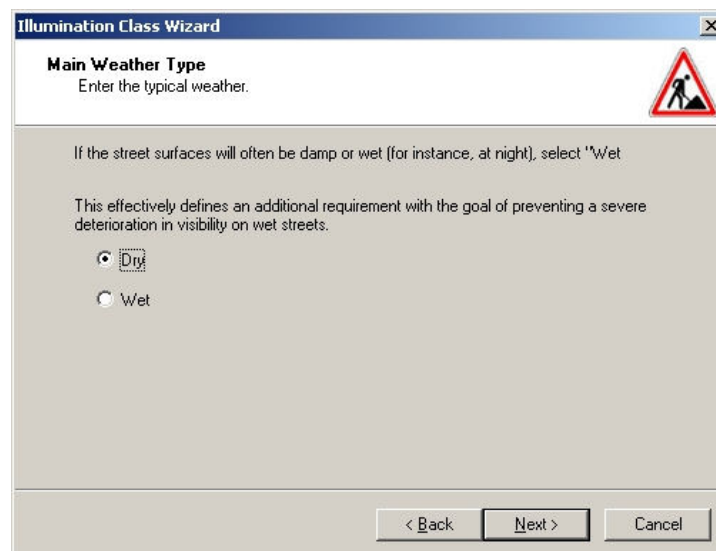 Illumination Class Wizard
Main Weather Type
Enter the typical weather.
If the street surfaces will often be damp or wet (for instance, at night), select "Wet
This effectively defines an additional requirement with the goal of preventing a severe
deterioration in visibility on wet streets.
Dry
Wet
< Back Next > Cancel